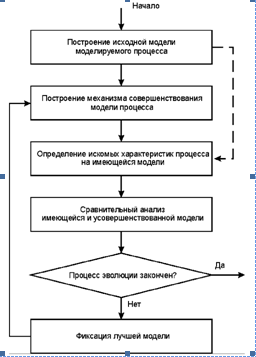 Начало
Построение исходной модели
моделируемого процесса
Построение механизма совершенствования
модели процесса
Определение искомых характеристик процесса
на имеющейся модели
Сравнительный анализ
имеющейся и усовершенствованной модели
Да
Процесс эволюции закончен?
Нет
Фиксация лучшей модели